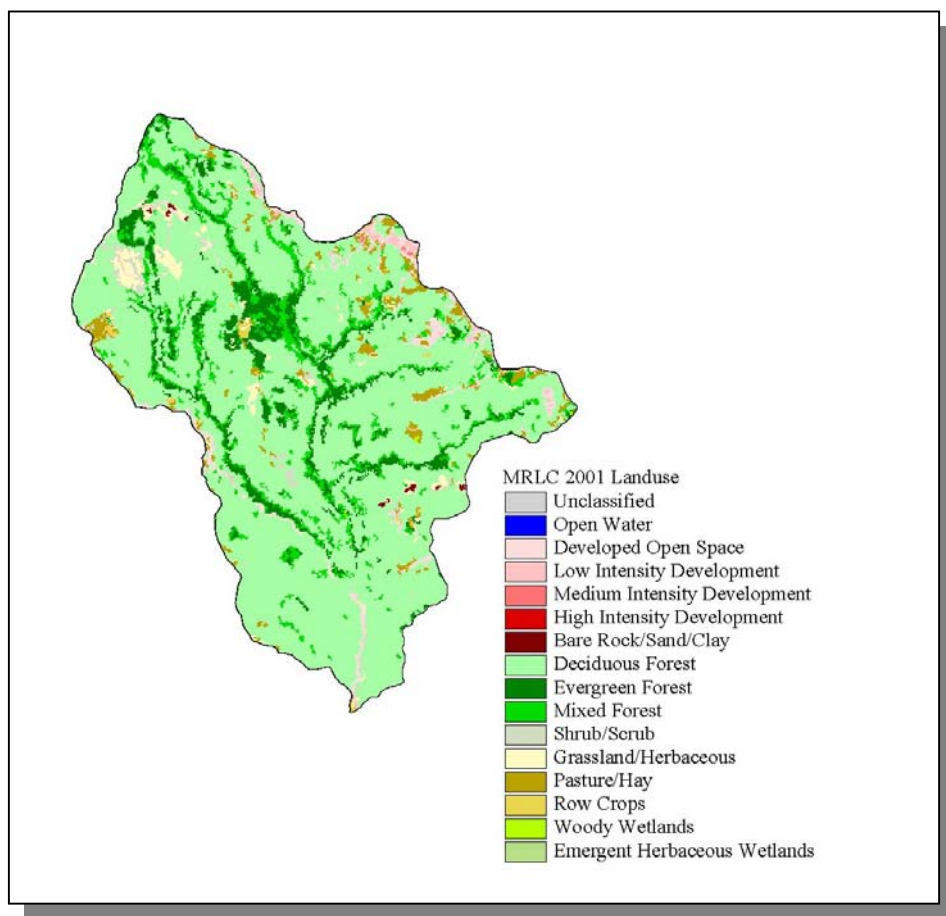 MRLC 2001 Landuse
Unclassified
Open Water
Developed Open Space
Low Intensity Development
Medium Intensity Development
High Intensity Development
Bare Rock/Sand/Clay
Deciduous Forest
Evergreen Forest
Mixed Forest
Shrub/Scrub
Grassland/Herbaceous
Pasture/Hay
Row Crops
Woody Wetlands
Emergent Herbaceous Wetlands